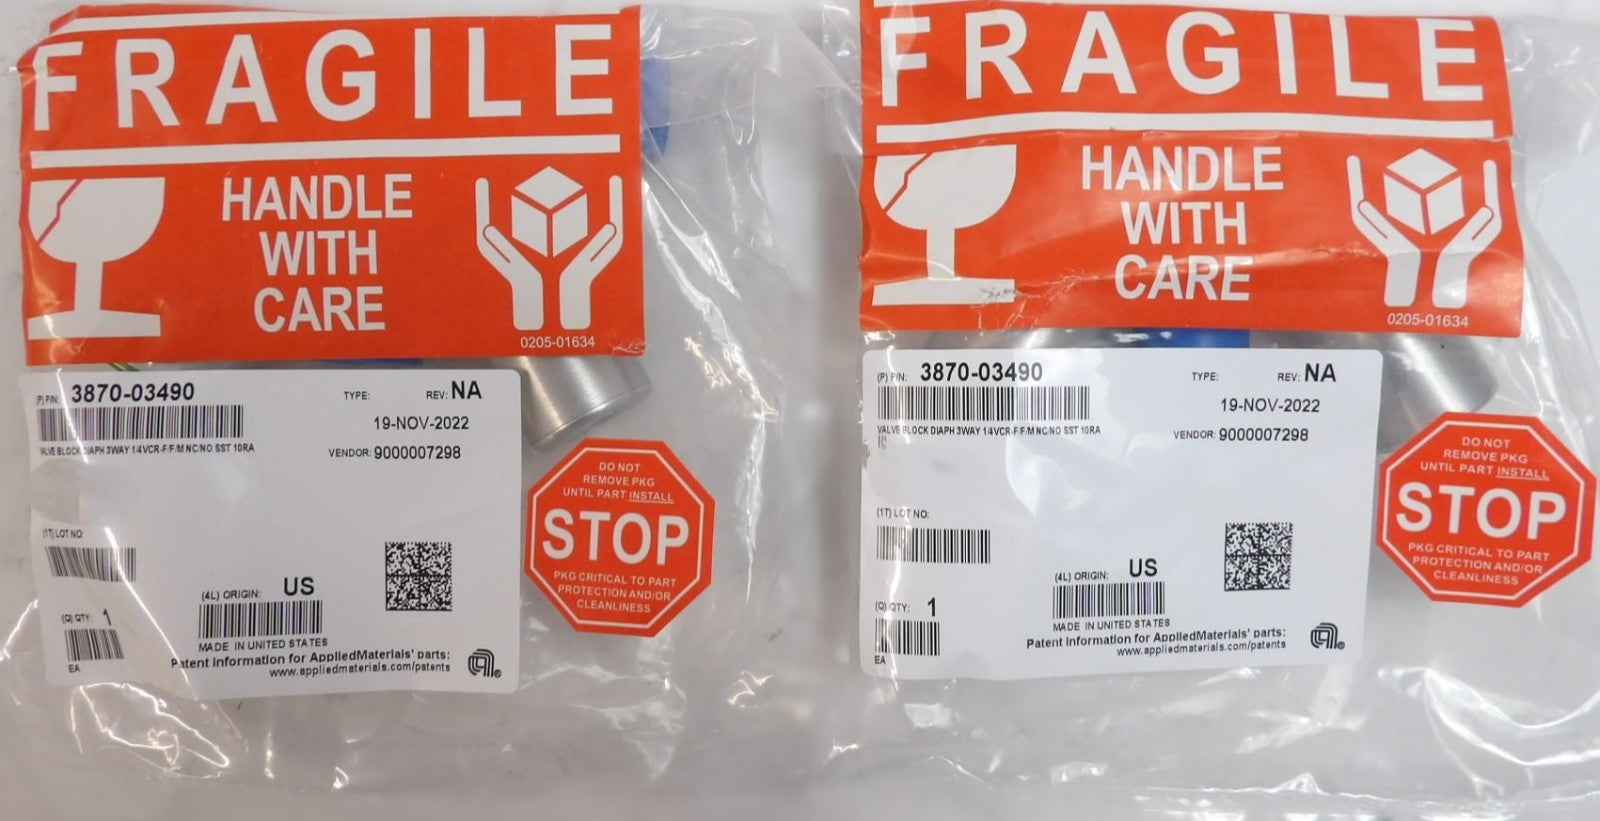 FRAGILE
HANDLE
WITH
CARE
0205-01634
(P) P/N: 3870-03490
TYPE:
REV: NA
19-NOV-2022
VALVE BLOCK DIAPH 3WAY 1/4VCR-F/F/M NC/NO SST 10RA
VENDOR: 9000007298
(1T) LOT NO:
(4L) ORIGIN: US
(Q) QTY: 1
MADE IN UNITED STATES
EA
Patent Information for AppliedMaterials' parts:
www.appliedmaterials.com/patents
DO NOT
REMOVE PKG
UNTIL PART INSTALL
STOP
PKG CRITICAL TO PART
PROTECTION AND/OR
CLEANLINESS
FRAGILE
HANDLE
WITH
CARE
0205-01634
(P) P/N: 3870-03490
TYPE:
REV: NA
19-NOV-2022
VALVE BLOCK DIAPH 3WAY 1/4VCR-F/F/M NC/NO SST 10RA
VENDOR: 9000007298
(1T) LOT NO:
(4L) ORIGIN: US
(Q) QTY: 1
MADE IN UNITED STATES
EA
Patent Information for AppliedMaterials' parts:
www.appliedmaterials.com/patents
DO NOT
REMOVE PKG
UNTIL PART INSTALL
STOP
PKG CRITICAL TO PART
PROTECTION AND/OR
CLEANLINESS